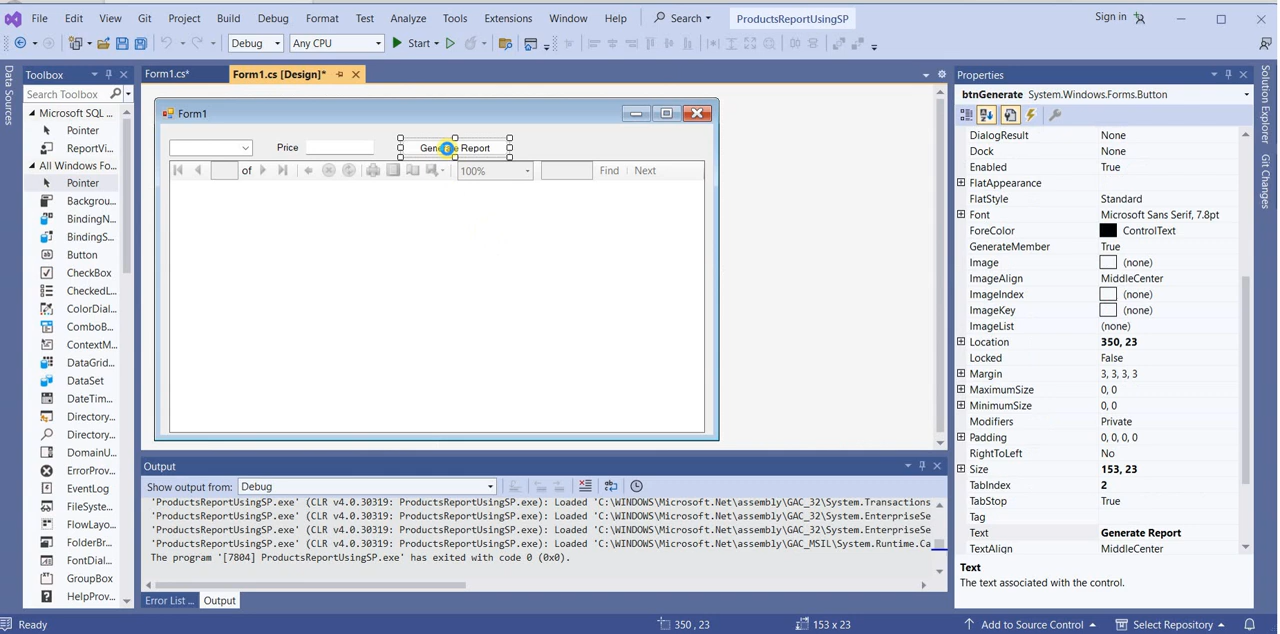 File Edit View Git Project Build Debug Format Test Analyze Tools Extensions Window Help Search ProductsReportUsingSP Sign in
Debug Any CPU Start
Data Sources
Toolbox
Search Toolbox
Microsoft SQL ...
Pointer
ReportVi...
All Windows Fo...
Pointer
Backgrou...
BindingN...
BindingS...
Button
CheckBox
CheckedL...
ColorDial...
ComboB...
ContextM...
DataGrid...
DataSet
DateTim...
Directory...
Directory...
DomainU...
ErrorProv...
EventLog
FileSyste...
FlowLayo...
FolderBr...
FontDial...
GroupBox
HelpProv...
Form1.cs* Form1.cs [Design]*
Form1
Price Generate Report
of 100% Find Next
Output
Show output from: Debug
'ProductsReportUsingSP.exe' (CLR v4.0.30319: ProductsReportUsingSP.exe): Loaded 'C:\WINDOWS\Microsoft.Net\assembly\GAC_32\System.Transactions
'ProductsReportUsingSP.exe' (CLR v4.0.30319: ProductsReportUsingSP.exe): Loaded 'C:\WINDOWS\Microsoft.Net\assembly\GAC_32\System.EnterpriseSe
'ProductsReportUsingSP.exe' (CLR v4.0.30319: ProductsReportUsingSP.exe): Loaded 'C:\WINDOWS\Microsoft.Net\assembly\GAC_32\System.EnterpriseSe
'ProductsReportUsingSP.exe' (CLR v4.0.30319: ProductsReportUsingSP.exe): Loaded 'C:\WINDOWS\Microsoft.Net\assembly\GAC_MSIL\System.Runtime.Ca
The program '[7804] ProductsReportUsingSP.exe' has exited with code 0 (0x0).
Error List ... Output
Properties
btnGenerate System.Windows.Forms.Button
DialogResult None
Dock None
Enabled True
FlatAppearance
FlatStyle Standard
Font Microsoft Sans Serif, 7.8pt
ForeColor ControlText
GenerateMember True
Image (none)
ImageAlign MiddleCenter
ImageIndex (none)
ImageKey (none)
ImageList (none)
Location 350, 23
Locked False
Margin 3, 3, 3, 3
MaximumSize 0, 0
MinimumSize 0, 0
Modifiers Private
Padding 0, 0, 0, 0
RightToLeft No
Size 153, 23
TabIndex 2
TabStop True
Tag
Text Generate Report
TextAlign MiddleCenter
Text
The text associated with the control.
Solution Explorer
Git Changes
Ready 350 , 23 153 x 23 Add to Source Control Select Repository